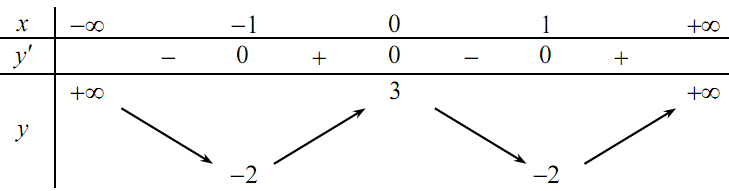 x −∞ −1 0 1 +∞
y′ − 0 + 0 − 0 +
+∞ 3 +∞
y
−2 −2